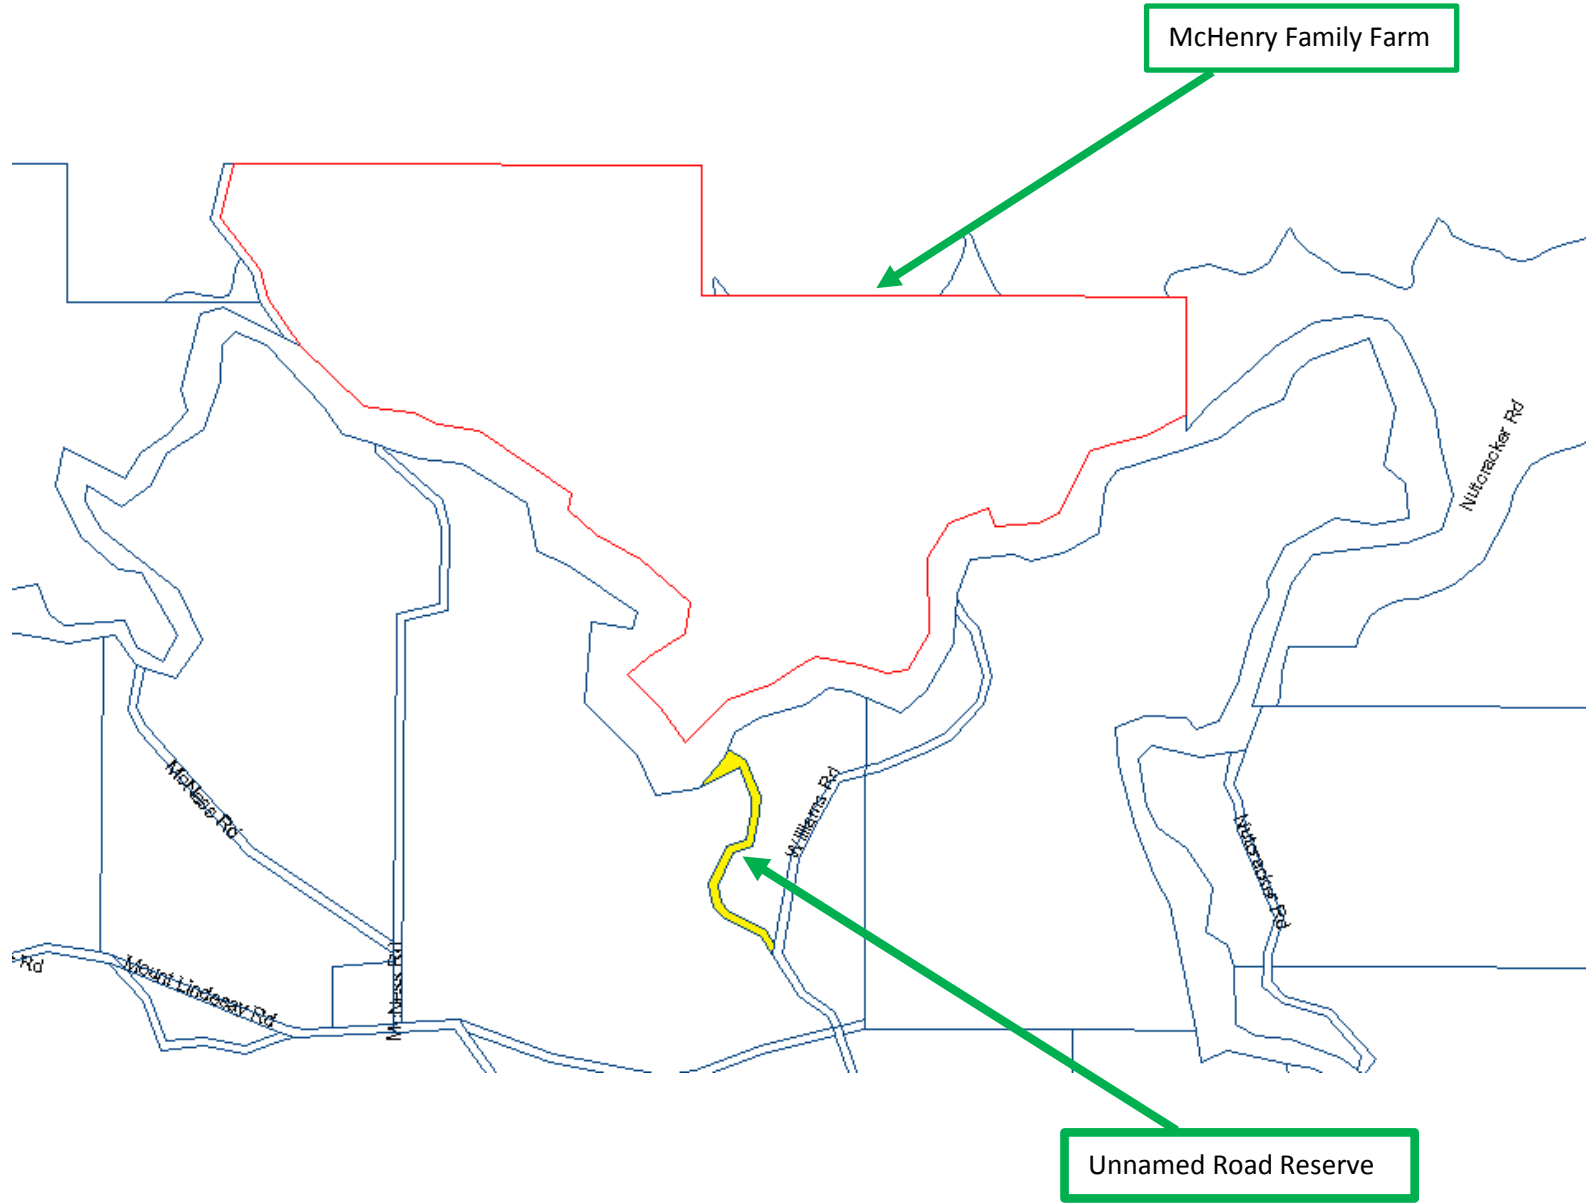 McHenry Family Farm
Nutcracker Rd
Williams Rd
McNess Rd
Nutcracker Rd
Rd
Mount Lindesay Rd
McNess Rd
Unnamed Road Reserve